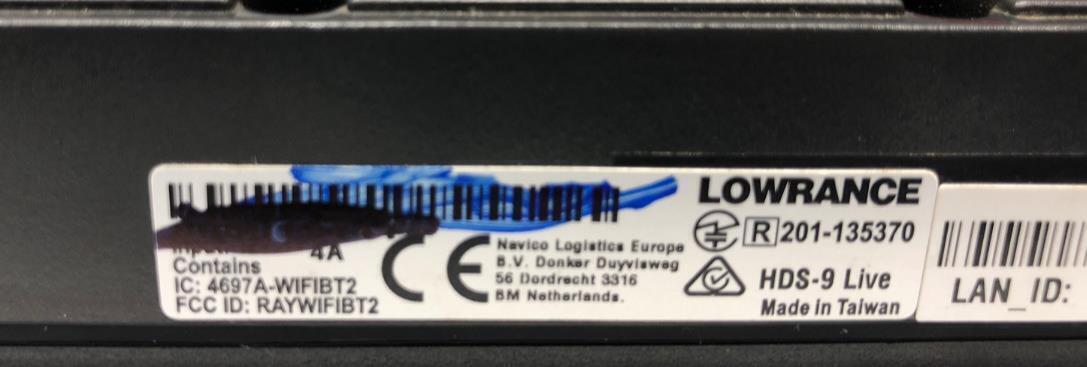 LOWRANCE
R 201-135370
4A
Contains
IC: 4697A-WIFIBT2
FCC ID: RAYWIFIBT2
CE
Navico Logistics Europe
B.V. Donker Duyvisweg
56 Dordrecht 3316
BM Netherlands.
HDS-9 Live
Made in Taiwan
LAN_ID: